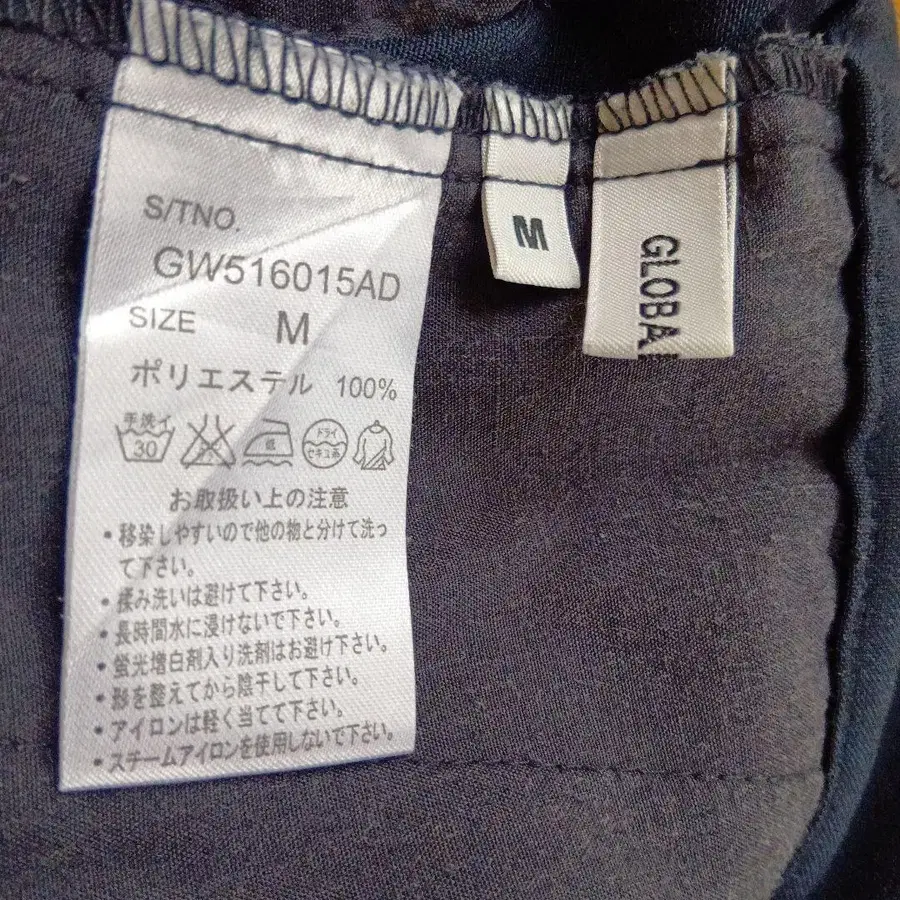 S/TNO.
GW516015AD
SIZE M
ポリエステル 100%
手洗イ
30
低
ドライ
セキユ系
お取扱い上の注意
・移染しやすいので他の物と分けて洗っ
て下さい。
・揉み洗いは避けて下さい。
・長時間水に浸けないで下さい。
・蛍光増白剤入り洗剤はお避け下さい。
・形を整えてから陰干して下さい。
・アイロンは軽く当てて下さい。
・スチームアイロンを使用しないで下さい。
M
GLOBA